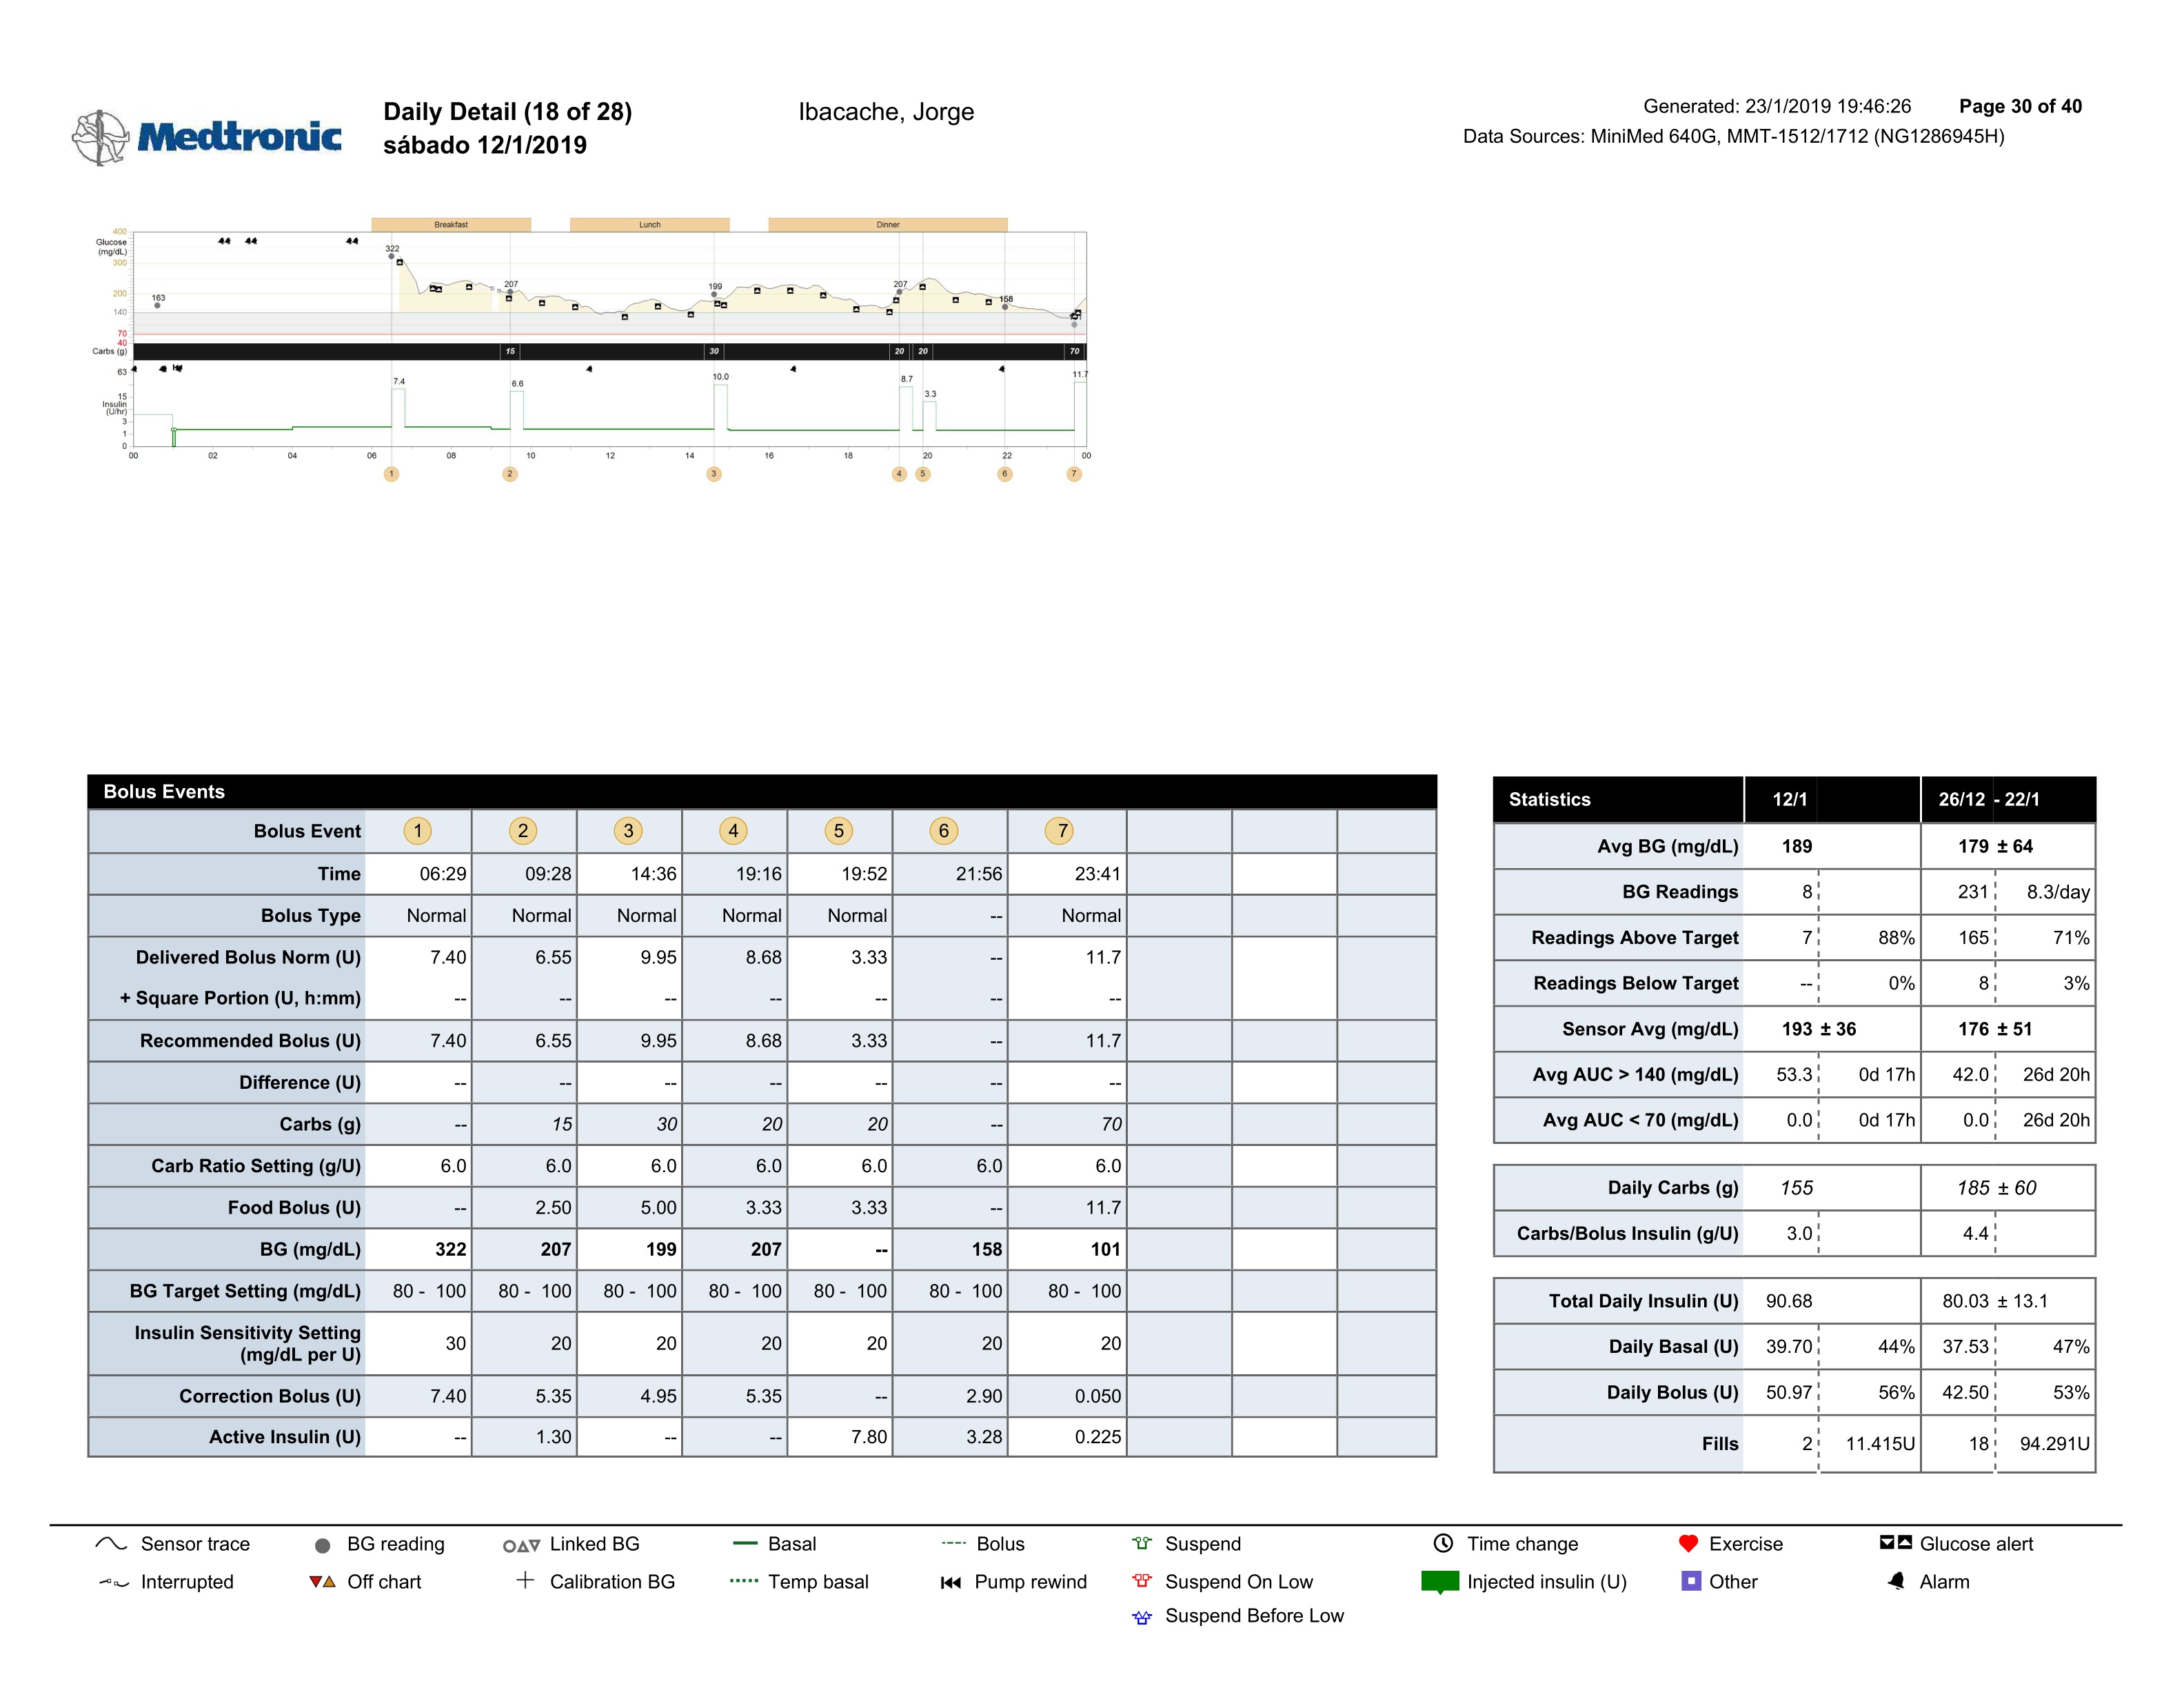 Medtronic
Daily Detail (18 of 28)
sábado 12/1/2019
Ibacache, Jorge
Generated: 23/1/2019 19:46:26 Page 30 of 40
Data Sources: MiniMed 640G, MMT-1512/1712 (NG1286945H)
Breakfast Lunch Dinner
400
Glucose
(mg/dL)
300
200
140
70
40
163 322 207 199 207 158
Carbs (g) 15 30 20 20 70
63
15
Insulin
(U/hr)
3
1
0
7.4 6.6 10.0 8.7 3.3 11.7
00 02 04 06 08 10 12 14 16 18 20 22 00
1 2 3 4 5 6 7
Bolus Events
Bolus Event 1 2 3 4 5 6 7
Time 06:29 09:28 14:36 19:16 19:52 21:56 23:41
Bolus Type Normal Normal Normal Normal Normal -- Normal
Delivered Bolus Norm (U) 7.40 6.55 9.95 8.68 3.33 -- 11.7
+ Square Portion (U, h:mm) -- -- -- -- -- -- --
Recommended Bolus (U) 7.40 6.55 9.95 8.68 3.33 -- 11.7
Difference (U) -- -- -- -- -- -- --
Carbs (g) -- 15 30 20 20 -- 70
Carb Ratio Setting (g/U) 6.0 6.0 6.0 6.0 6.0 6.0 6.0
Food Bolus (U) -- 2.50 5.00 3.33 3.33 -- 11.7
BG (mg/dL) 322 207 199 207 -- 158 101
BG Target Setting (mg/dL) 80 - 100 80 - 100 80 - 100 80 - 100 80 - 100 80 - 100 80 - 100
Insulin Sensitivity Setting
(mg/dL per U) 30 20 20 20 20 20 20
Correction Bolus (U) 7.40 5.35 4.95 5.35 -- 2.90 0.050
Active Insulin (U) -- 1.30 -- -- 7.80 3.28 0.225
Statistics 12/1 26/12 - 22/1
Avg BG (mg/dL) 189 179 ± 64
BG Readings 8 231 8.3/day
Readings Above Target 7 88% 165 71%
Readings Below Target -- 0% 8 3%
Sensor Avg (mg/dL) 193 ± 36 176 ± 51
Avg AUC > 140 (mg/dL) 53.3 0d 17h 42.0 26d 20h
Avg AUC < 70 (mg/dL) 0.0 0d 17h 0.0 26d 20h
Daily Carbs (g) 155 185 ± 60
Carbs/Bolus Insulin (g/U) 3.0 4.4
Total Daily Insulin (U) 90.68 80.03 ± 13.1
Daily Basal (U) 39.70 44% 37.53 47%
Daily Bolus (U) 50.97 56% 42.50 53%
Fills 2 11.415U 18 94.291U
Sensor trace BG reading Linked BG Basal Bolus Suspend Time change Exercise Glucose alert
Interrupted Off chart Calibration BG Temp basal Pump rewind Suspend On Low Injected insulin (U) Other Alarm
Suspend Before Low